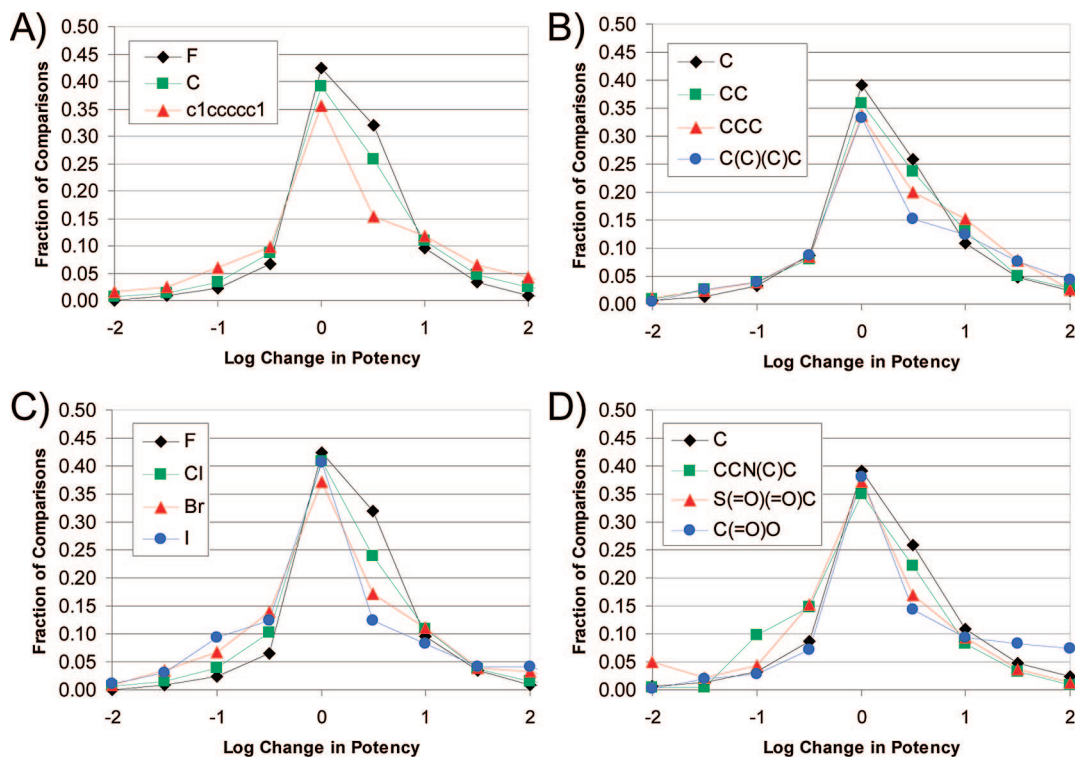 A)
Fraction of Comparisons
0.50
0.45
0.40
0.35
0.30
0.25
0.20
0.15
0.10
0.05
0.00
F
C
c1ccccc1
-2 -1 0 1 2
Log Change in Potency
B)
Fraction of Comparisons
0.50
0.45
0.40
0.35
0.30
0.25
0.20
0.15
0.10
0.05
0.00
C
CC
CCC
C(C)(C)C
-2 -1 0 1 2
Log Change in Potency
C)
Fraction of Comparisons
0.50
0.45
0.40
0.35
0.30
0.25
0.20
0.15
0.10
0.05
0.00
F
Cl
Br
I
-2 -1 0 1 2
Log Change in Potency
D)
Fraction of Comparisons
0.50
0.45
0.40
0.35
0.30
0.25
0.20
0.15
0.10
0.05
0.00
C
CCN(C)C
S(=O)(=O)C
C(=O)O
-2 -1 0 1 2
Log Change in Potency